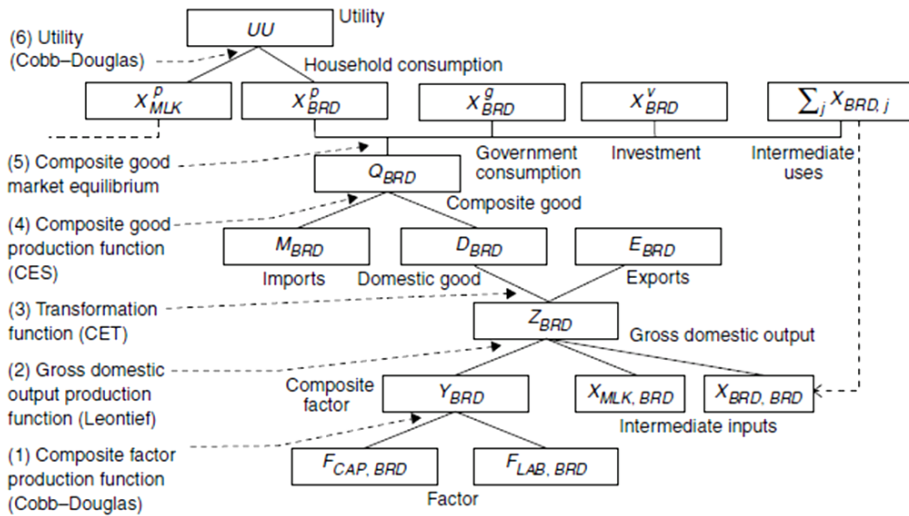 UU
Utility
(6) Utility
(Cobb–Douglas)
Household consumption
X^p_MLK
X^p_BRD
X^g_BRD
X^v_BRD
∑_j X_BRD, j
(5) Composite good
market equilibrium
Q_BRD
Government
consumption
Investment
Intermediate
uses
Composite good
(4) Composite good
production function
(CES)
M_BRD
D_BRD
E_BRD
Imports
Domestic good
Exports
(3) Transformation
function (CET)
Z_BRD
Gross domestic output
(2) Gross domestic
output production
function (Leontief)
Composite
factor
Y_BRD
X_MLK, BRD
X_BRD, BRD
Intermediate inputs
(1) Composite factor
production function
(Cobb–Douglas)
F_CAP, BRD
F_LAB, BRD
Factor